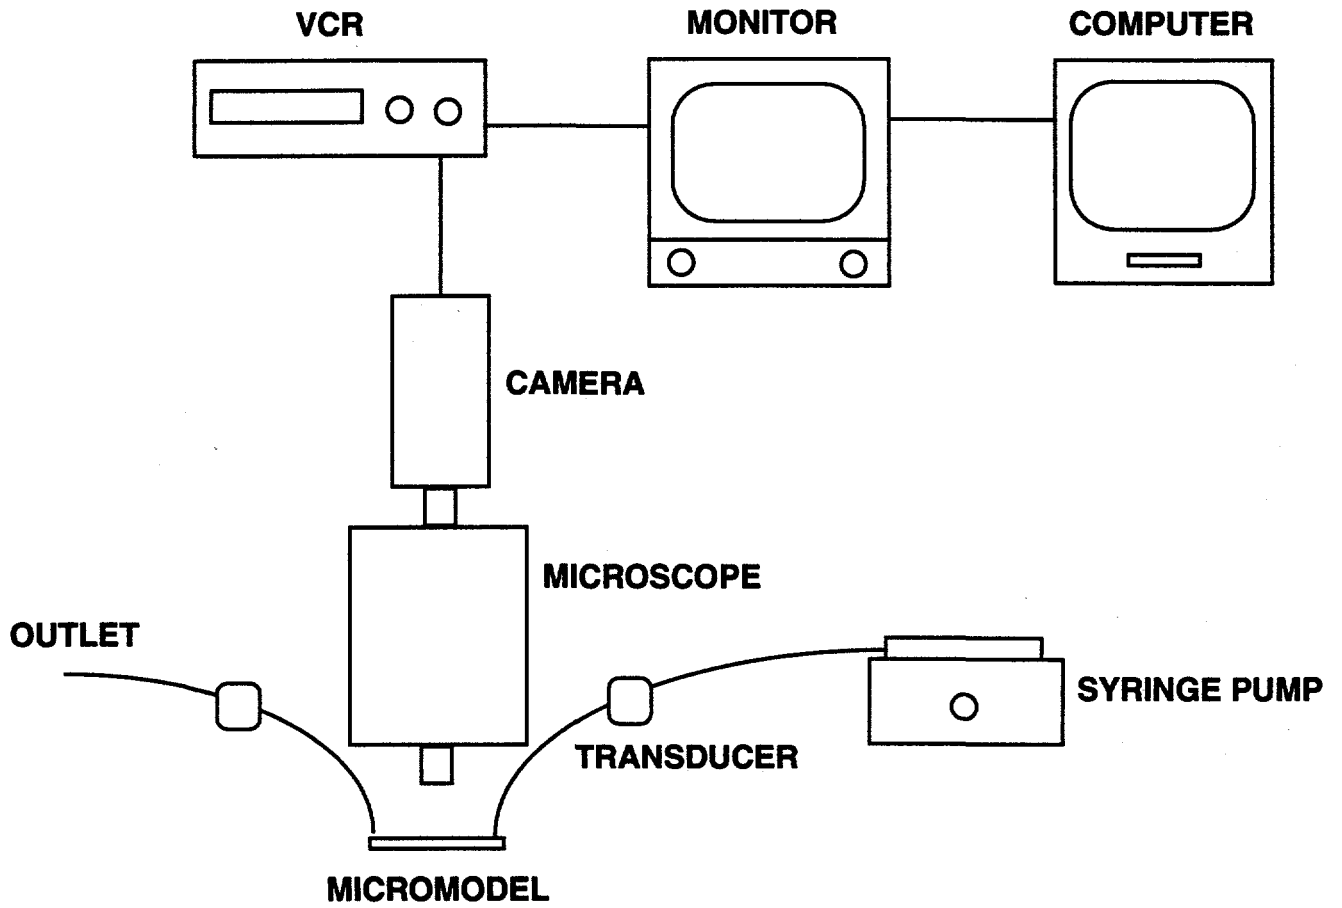 VCR
MONITOR
COMPUTER
CAMERA
MICROSCOPE
OUTLET
SYRINGE PUMP
TRANSDUCER
MICROMODEL